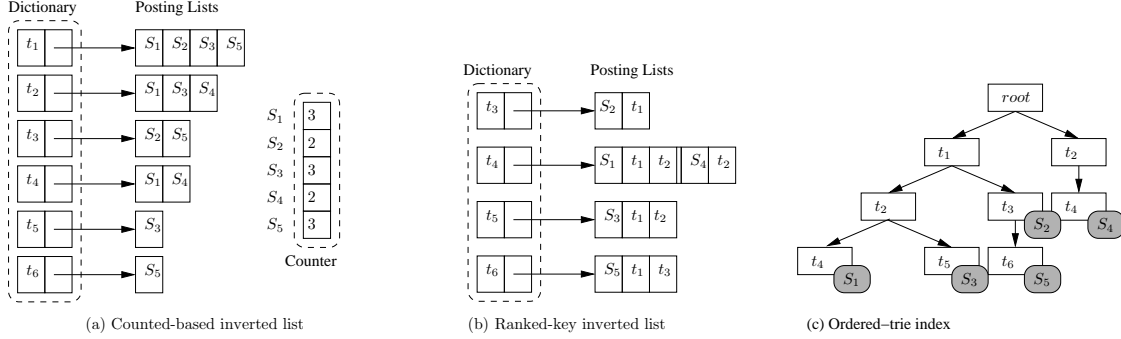 Dictionary Posting Lists
t1 S1 S2 S3 S5
t2 S1 S3 S4
t3 S2 S5
t4 S1 S4
t5 S3
t6 S5
S1 3
S2 2
S3 3
S4 2
S5 3
Counter
(a) Counted-based inverted list
Dictionary Posting Lists
t3 S2 t1
t4 S1 t1 t2 S4 t2
t5 S3 t1 t2
t6 S5 t1 t3
(b) Ranked-key inverted list
root
t1 t2
t2 t3 S2 t4 S4
t4 S1 t5 S3 t6 S5
(c) Ordered−trie index